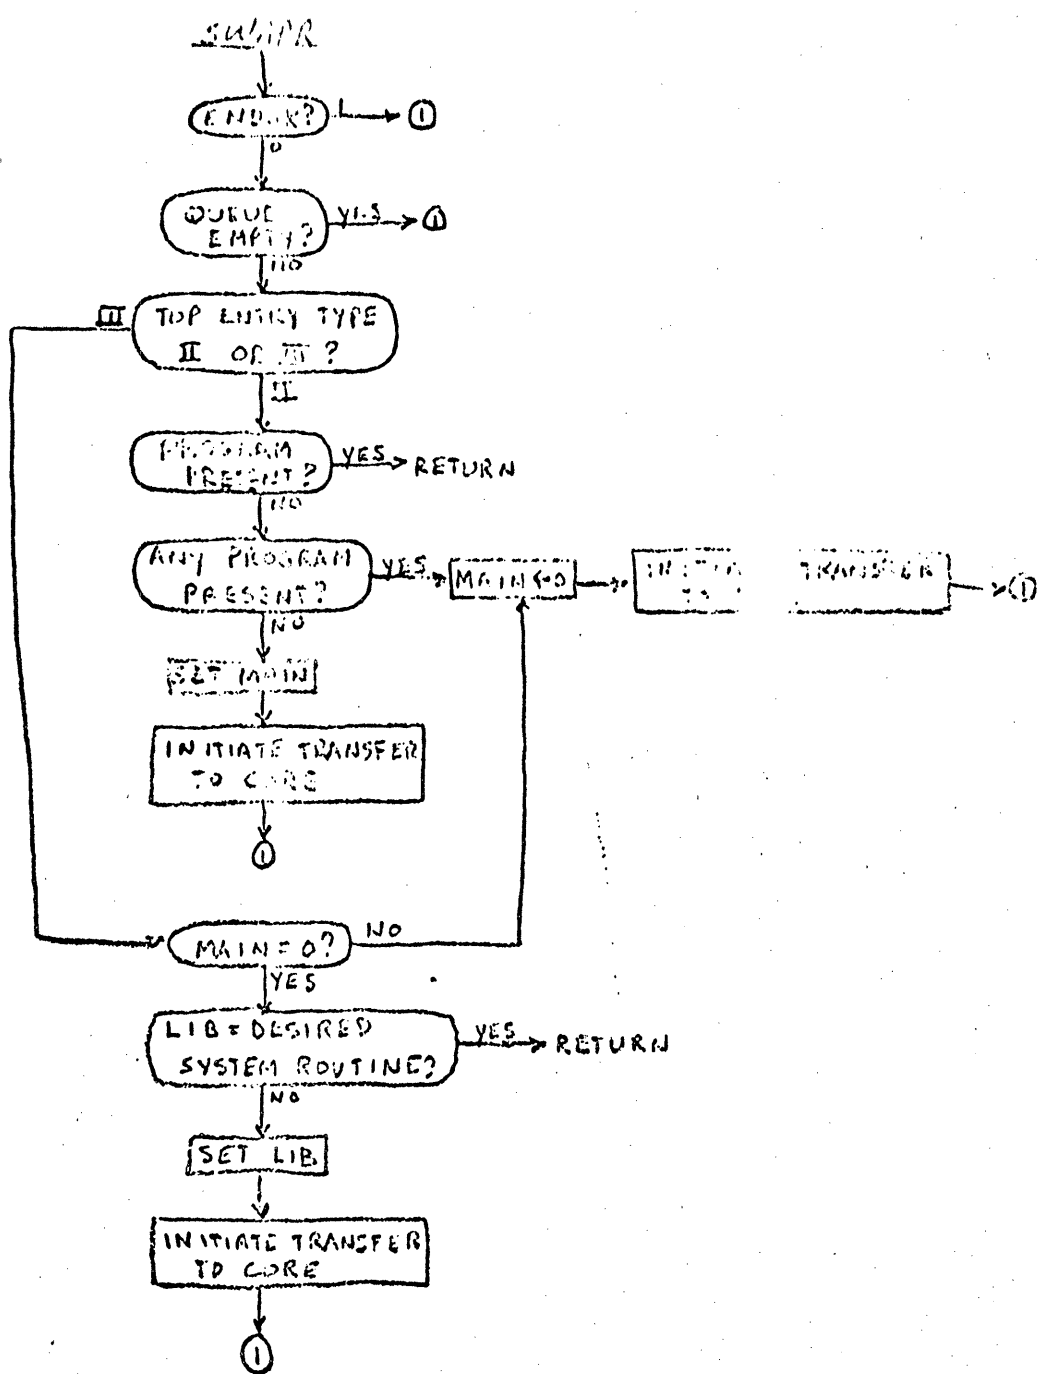 SWAPR
ENDSK? 1 → ①
0
QUEUE YES → ①
EMPTY?
NO
III TOP ENTRY TYPE
II OR III ?
II
PROGRAM YES → RETURN
PRESENT?
NO
ANY PROGRAM YES MAIN←0 TRANSFER → ①
PRESENT?
NO
SET MAIN
INITIATE TRANSFER
TO CORE
①
MAIN = 0? NO
YES
LIB = DESIRED YES → RETURN
SYSTEM ROUTINE?
NO
SET LIB
INITIATE TRANSFER
TO CORE
①